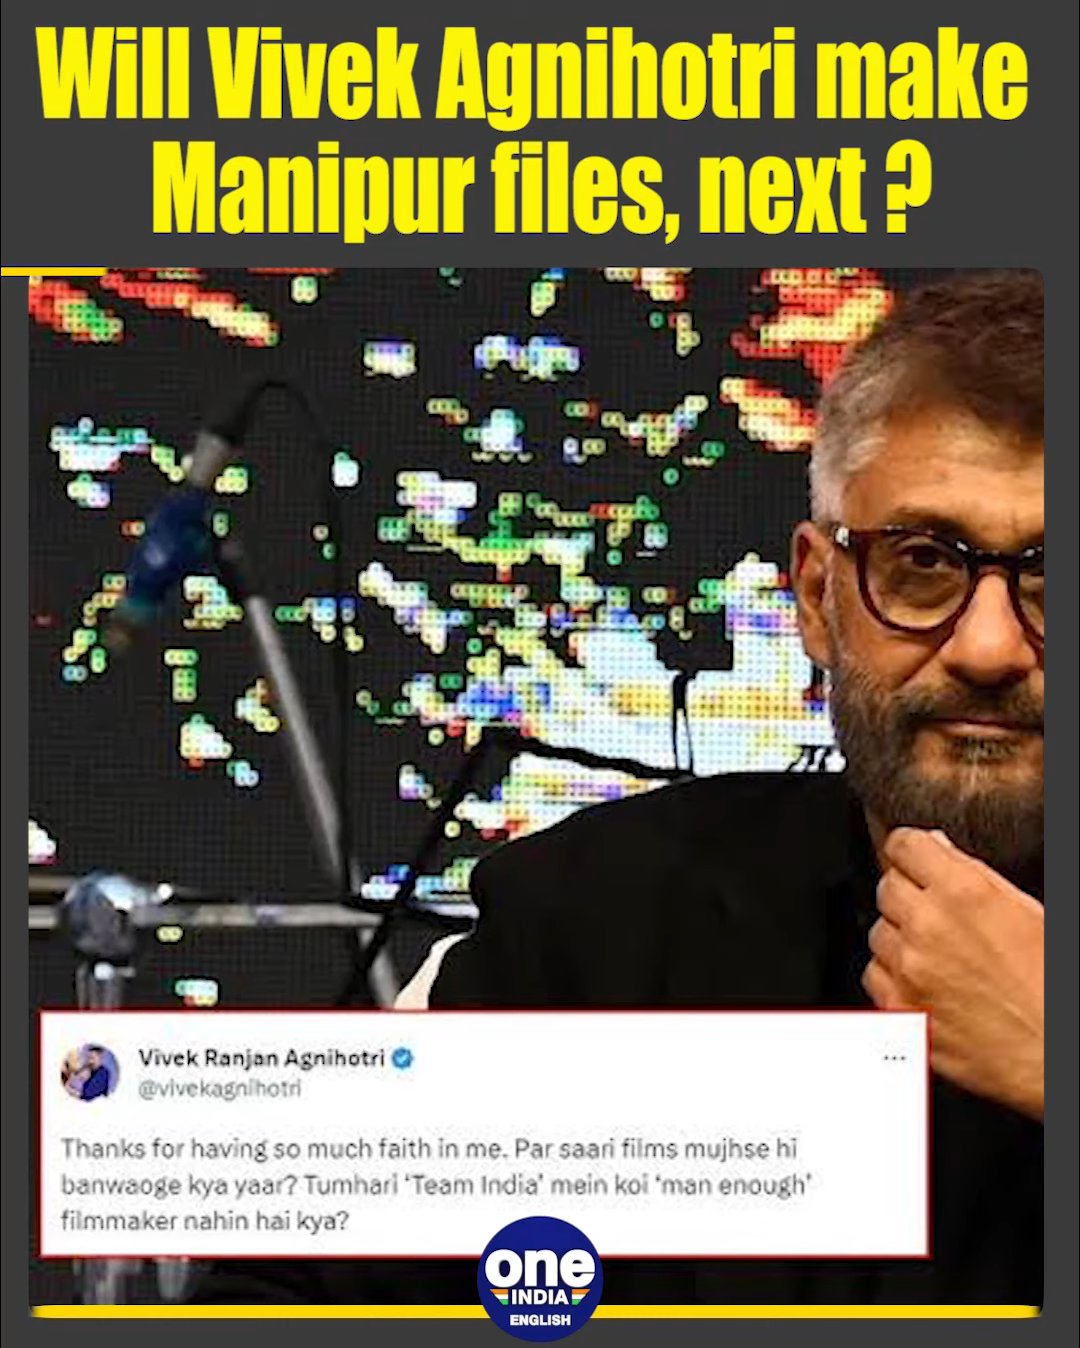 Will Vivek Agnihotri make
Manipur files, next ?
Vivek Ranjan Agnihotri
@vivekagnihotri
Thanks for having so much faith in me. Par saari films mujhse hi
banwaoge kya yaar? Tumhari 'Team India' mein koi 'man enough'
filmmaker nahin hai kya?
one
INDIA
ENGLISH